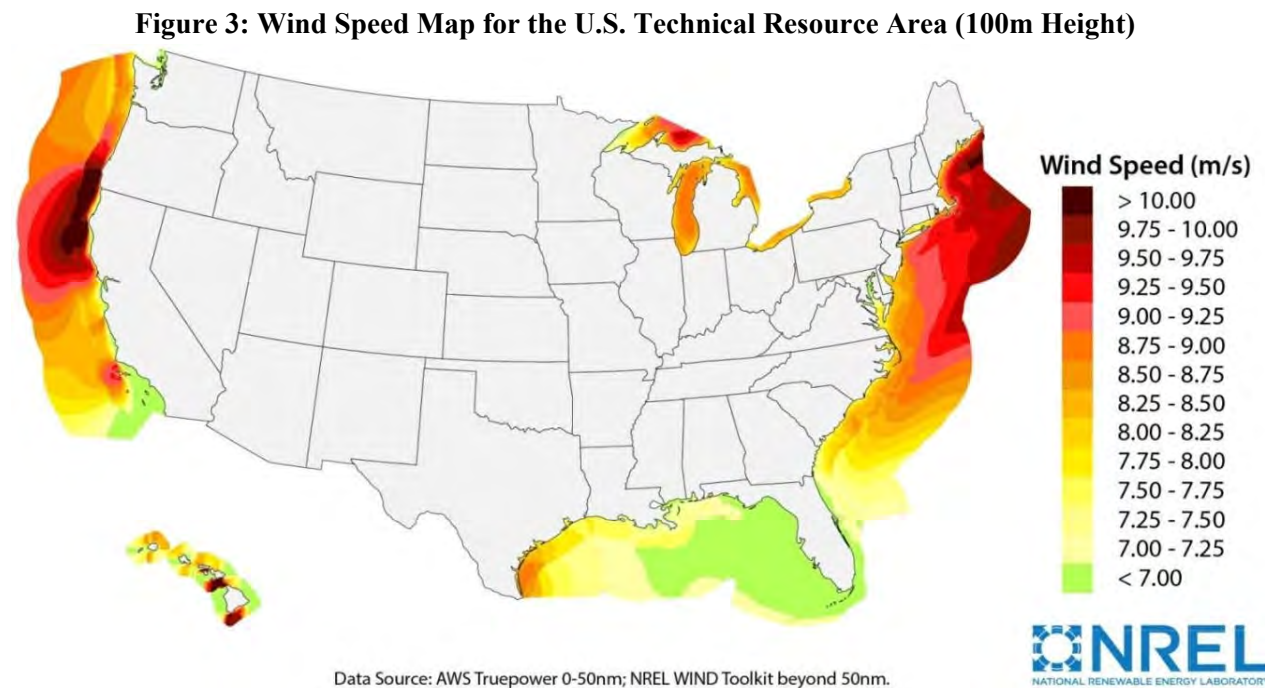 Figure 3: Wind Speed Map for the U.S. Technical Resource Area (100m Height)
Wind Speed (m/s)
> 10.00
9.75 - 10.00
9.50 - 9.75
9.25 - 9.50
9.00 - 9.25
8.75 - 9.00
8.50 - 8.75
8.25 - 8.50
8.00 - 8.25
7.75 - 8.00
7.50 - 7.75
7.25 - 7.50
7.00 - 7.25
< 7.00
NREL
NATIONAL RENEWABLE ENERGY LABORATORY
Data Source: AWS Truepower 0-50nm; NREL WIND Toolkit beyond 50nm.